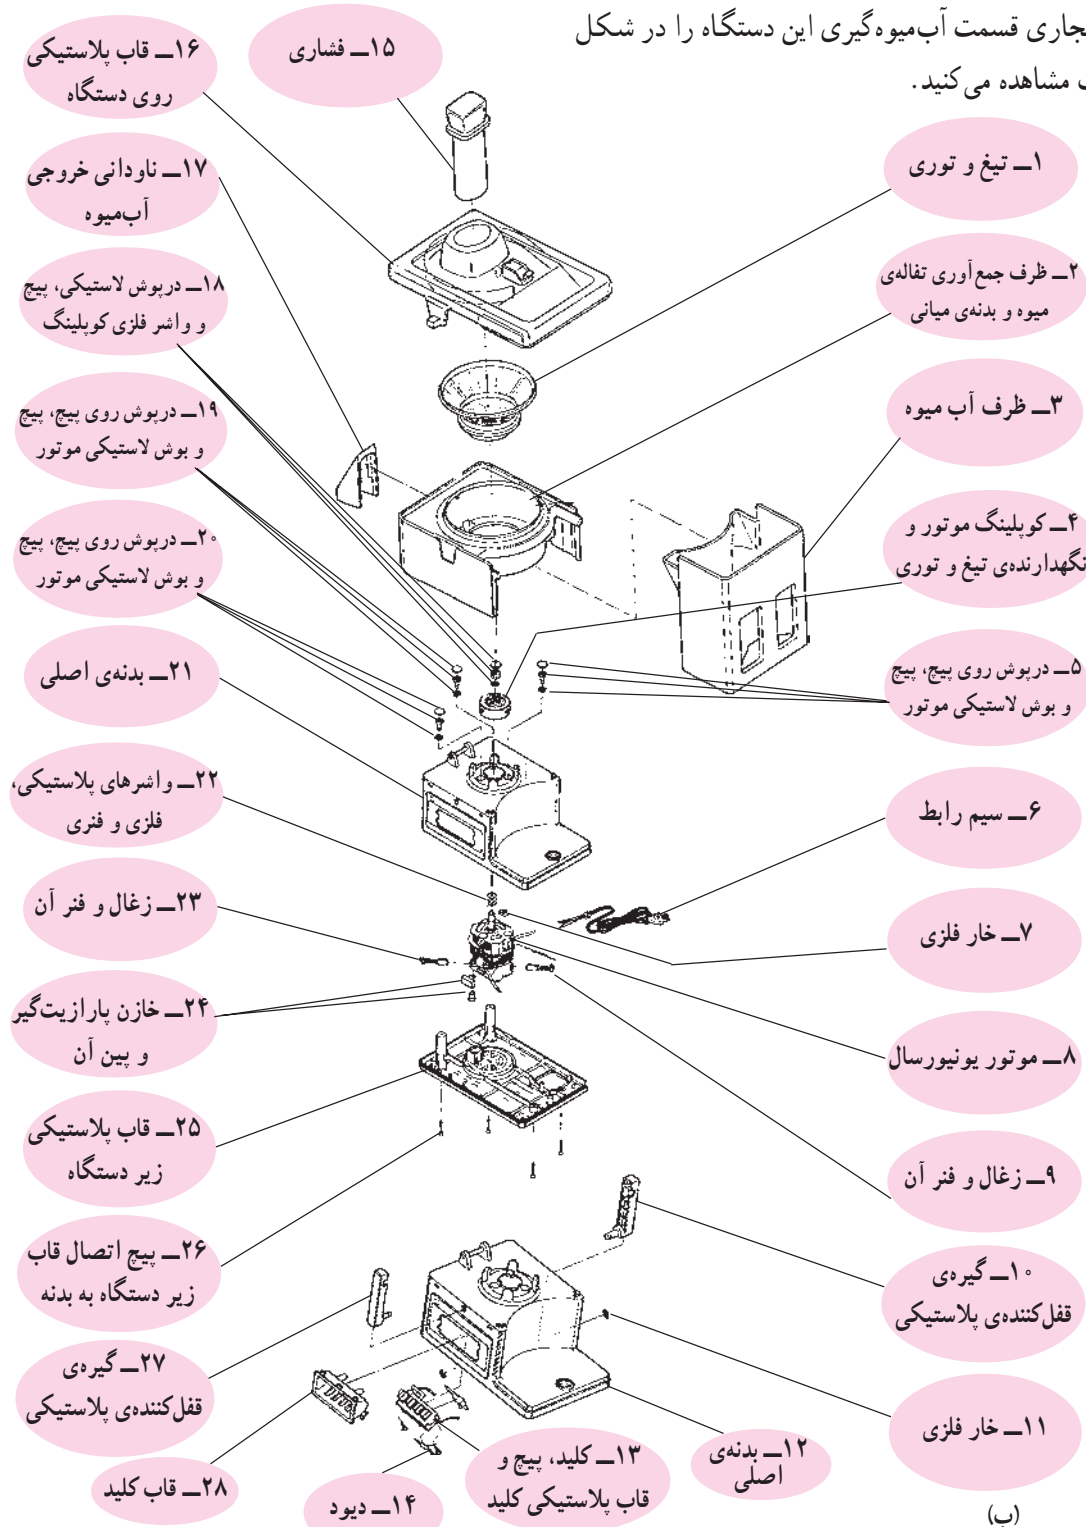 جاری قسمت آب‌میوه‌گیری این دستگاه را در شکل
مشاهده می‌کنید.
۱ــ تیغ و توری
۲ــ ظرف جمع‌آوری تفاله‌ی
میوه و بدنه‌ی میانی
۳ــ ظرف آب میوه
۴ــ کوپلینگ موتور و
نگهدارنده‌ی تیغ و توری
۵ــ درپوش روی پیچ، پیچ
و بوش لاستیکی موتور
۶ــ سیم رابط
۷ــ خار فلزی
۸ــ موتور یونیورسال
۹ــ زغال و فنر آن
۱۰ــ گیره‌ی
قفل‌کننده‌ی پلاستیکی
۱۱ــ خار فلزی
۱۲ــ بدنه‌ی
اصلی
۱۳ــ کلید، پیچ و
قاب پلاستیکی کلید
۱۴ــ دیود
۱۵ــ فشاری
۱۶ــ قاب پلاستیکی
روی دستگاه
۱۷ــ ناودانی خروجی
آب‌میوه
۱۸ــ درپوش لاستیکی، پیچ
و واشر فلزی کوپلینگ
۱۹ــ درپوش روی پیچ، پیچ
و بوش لاستیکی موتور
۲۰ــ درپوش روی پیچ، پیچ
و بوش لاستیکی موتور
۲۱ــ بدنه‌ی اصلی
۲۲ــ واشرهای پلاستیکی،
فلزی و فنری
۲۳ــ زغال و فنر آن
۲۴ــ خازن پارازیت‌گیر
و پین آن
۲۵ــ قاب پلاستیکی
زیر دستگاه
۲۶ــ پیچ اتصال قاب
زیر دستگاه به بدنه
۲۷ــ گیره‌ی
قفل‌کننده‌ی پلاستیکی
۲۸ــ قاب کلید
(ب)